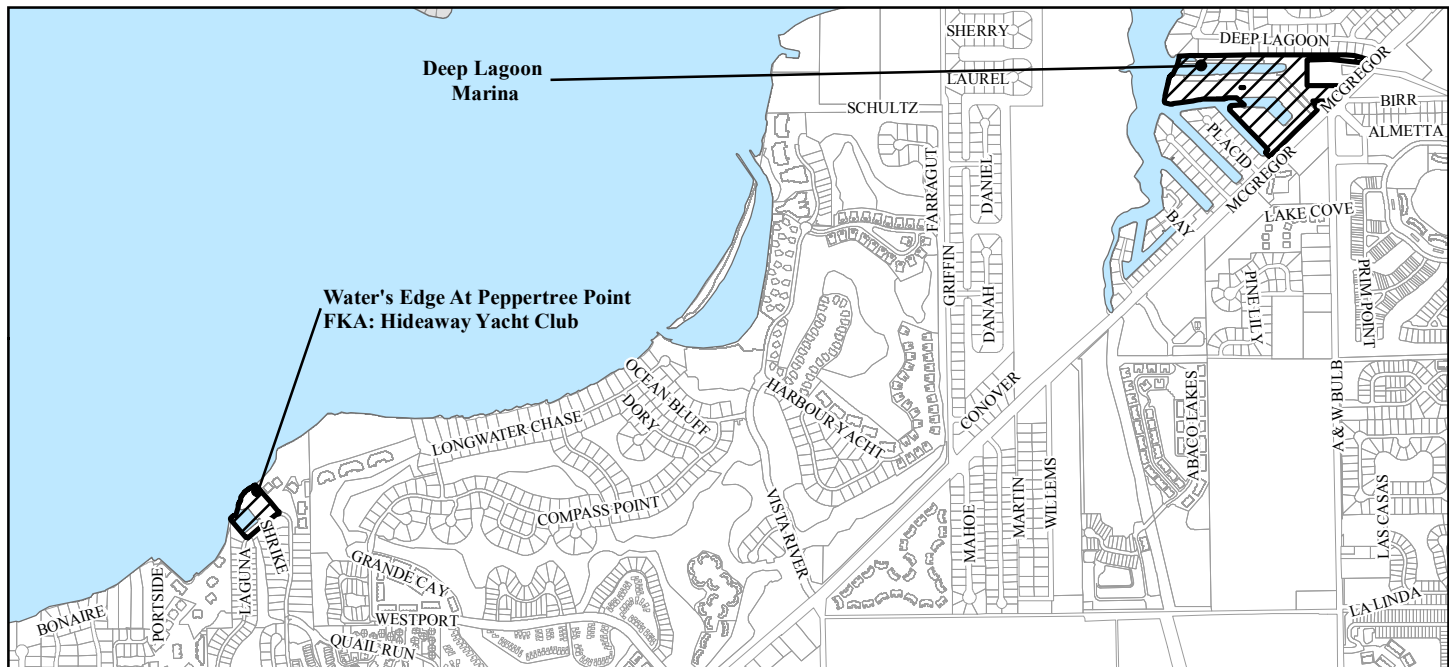 SHERRY
DEEP LAGOON
Deep Lagoon
Marina
LAUREL
MCGREGOR
BIRR
SCHULTZ
ALMETTA
PLACID
FARRAGUT
DANIEL
MCGREGOR
BAY
LAKE COVE
GRIFFIN
DANAH
PINE LILY
PRIM POINT
Water's Edge At Peppertree Point
FKA: Hideaway Yacht Club
OCEAN BLUFF
DORY
HARBOUR YACHT
CONOVER
LONGWATER CHASE
ABACO LAKES
A & W BULB
COMPASS POINT
VISTA RIVER
MAHOE
MARTIN
WILLEMS
LAS CASAS
SHRIKE
LAGUNA
PORTSIDE
GRANDE CAY
BONAIRE
WESTPORT
QUAIL RUN
LA LINDA